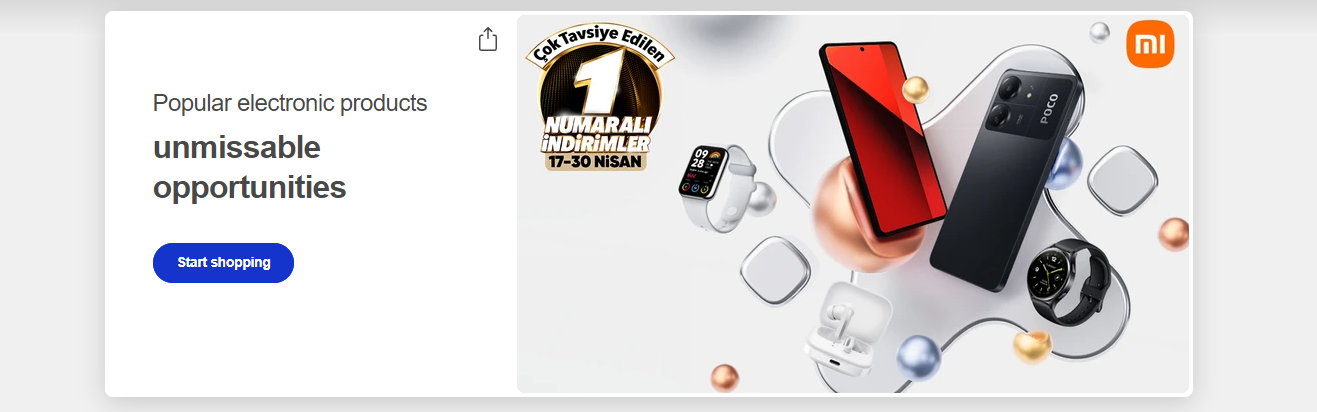 Popular electronic products
unmissable
opportunities
Start shopping
Çok Tavsiye Edilen
1
NUMARALI
İNDİRİMLER
17-30 NİSAN
09
28
POCO
mi